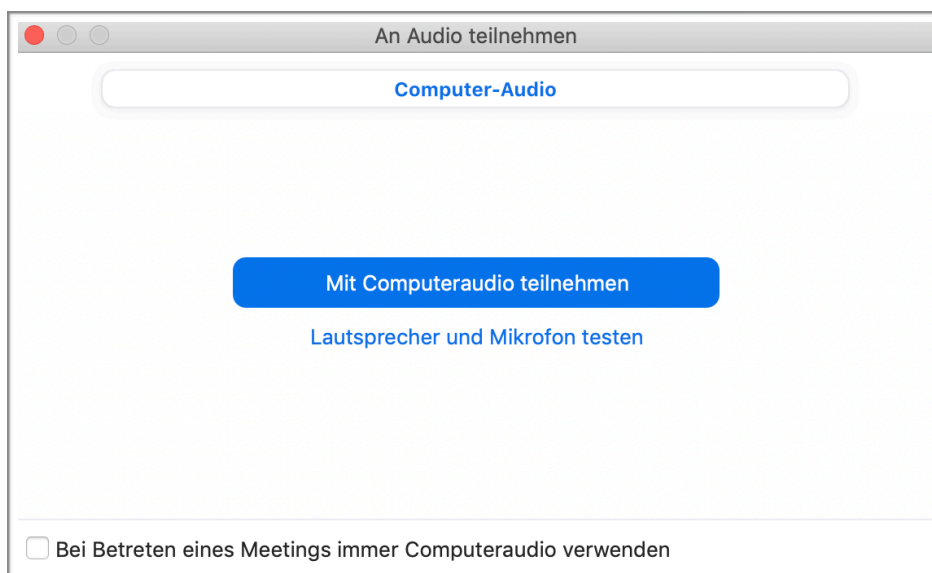 An Audio teilnehmen
Computer-Audio
Mit Computeraudio teilnehmen
Lautsprecher und Mikrofon testen
Bei Betreten eines Meetings immer Computeraudio verwenden